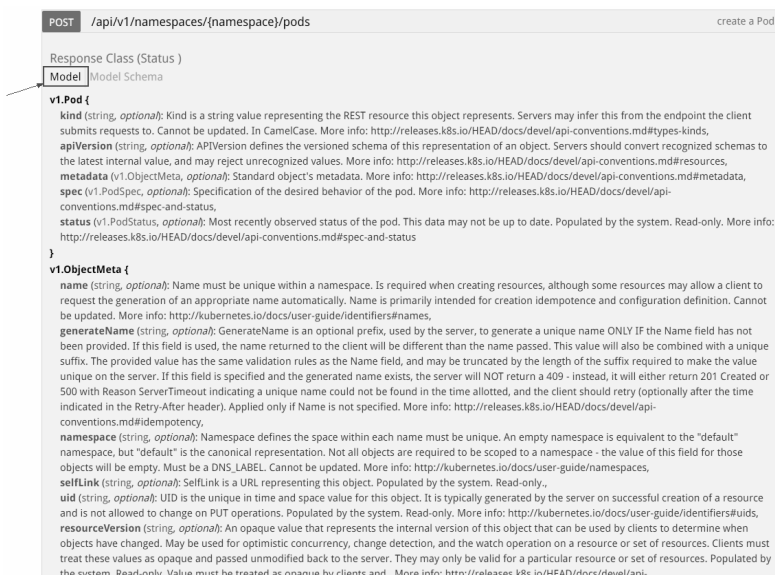 POST /api/v1/namespaces/{namespace}/pods create a Pod
Response Class (Status )
Model Model Schema
v1.Pod {
kind (string, optional): Kind is a string value representing the REST resource this object represents. Servers may infer this from the endpoint the client
submits requests to. Cannot be updated. In CamelCase. More info: http://releases.k8s.io/HEAD/docs/devel/api-conventions.md#types-kinds,
apiVersion (string, optional): APIVersion defines the versioned schema of this representation of an object. Servers should convert recognized schemas to
the latest internal value, and may reject unrecognized values. More info: http://releases.k8s.io/HEAD/docs/devel/api-conventions.md#resources,
metadata (v1.ObjectMeta, optional): Standard object's metadata. More info: http://releases.k8s.io/HEAD/docs/devel/api-conventions.md#metadata,
spec (v1.PodSpec, optional): Specification of the desired behavior of the pod. More info: http://releases.k8s.io/HEAD/docs/devel/api-
conventions.md#spec-and-status,
status (v1.PodStatus, optional): Most recently observed status of the pod. This data may not be up to date. Populated by the system. Read-only. More info:
http://releases.k8s.io/HEAD/docs/devel/api-conventions.md#spec-and-status
}
v1.ObjectMeta {
name (string, optional): Name must be unique within a namespace. Is required when creating resources, although some resources may allow a client to
request the generation of an appropriate name automatically. Name is primarily intended for creation idempotence and configuration definition. Cannot
be updated. More info: http://kubernetes.io/docs/user-guide/identifiers#names,
generateName (string, optional): GenerateName is an optional prefix, used by the server, to generate a unique name ONLY IF the Name field has not
been provided. If this field is used, the name returned to the client will be different than the name passed. This value will also be combined with a unique
suffix. The provided value has the same validation rules as the Name field, and may be truncated by the length of the suffix required to make the value
unique on the server. If this field is specified and the generated name exists, the server will NOT return a 409 - instead, it will either return 201 Created or
500 with Reason ServerTimeout indicating a unique name could not be found in the time allotted, and the client should retry (optionally after the time
indicated in the Retry-After header). Applied only if Name is not specified. More info: http://releases.k8s.io/HEAD/docs/devel/api-
conventions.md#idempotency,
namespace (string, optional): Namespace defines the space within each name must be unique. An empty namespace is equivalent to the "default"
namespace, but "default" is the canonical representation. Not all objects are required to be scoped to a namespace - the value of this field for those
objects will be empty. Must be a DNS_LABEL. Cannot be updated. More info: http://kubernetes.io/docs/user-guide/namespaces,
selfLink (string, optional): SelfLink is a URL representing this object. Populated by the system. Read-only.,
uid (string, optional): UID is the unique in time and space value for this object. It is typically generated by the server on successful creation of a resource
and is not allowed to change on PUT operations. Populated by the system. Read-only. More info: http://kubernetes.io/docs/user-guide/identifiers#uids,
resourceVersion (string, optional): An opaque value that represents the internal version of this object that can be used by clients to determine when
objects have changed. May be used for optimistic concurrency, change detection, and the watch operation on a resource or set of resources. Clients must
treat these values as opaque and passed unmodified back to the server. They may only be valid for a particular resource or set of resources. Populated by
the system. Read-only. Value must be treated as opaque by clients and . More info: http://releases.k8s.io/HEAD/docs/devel/api-